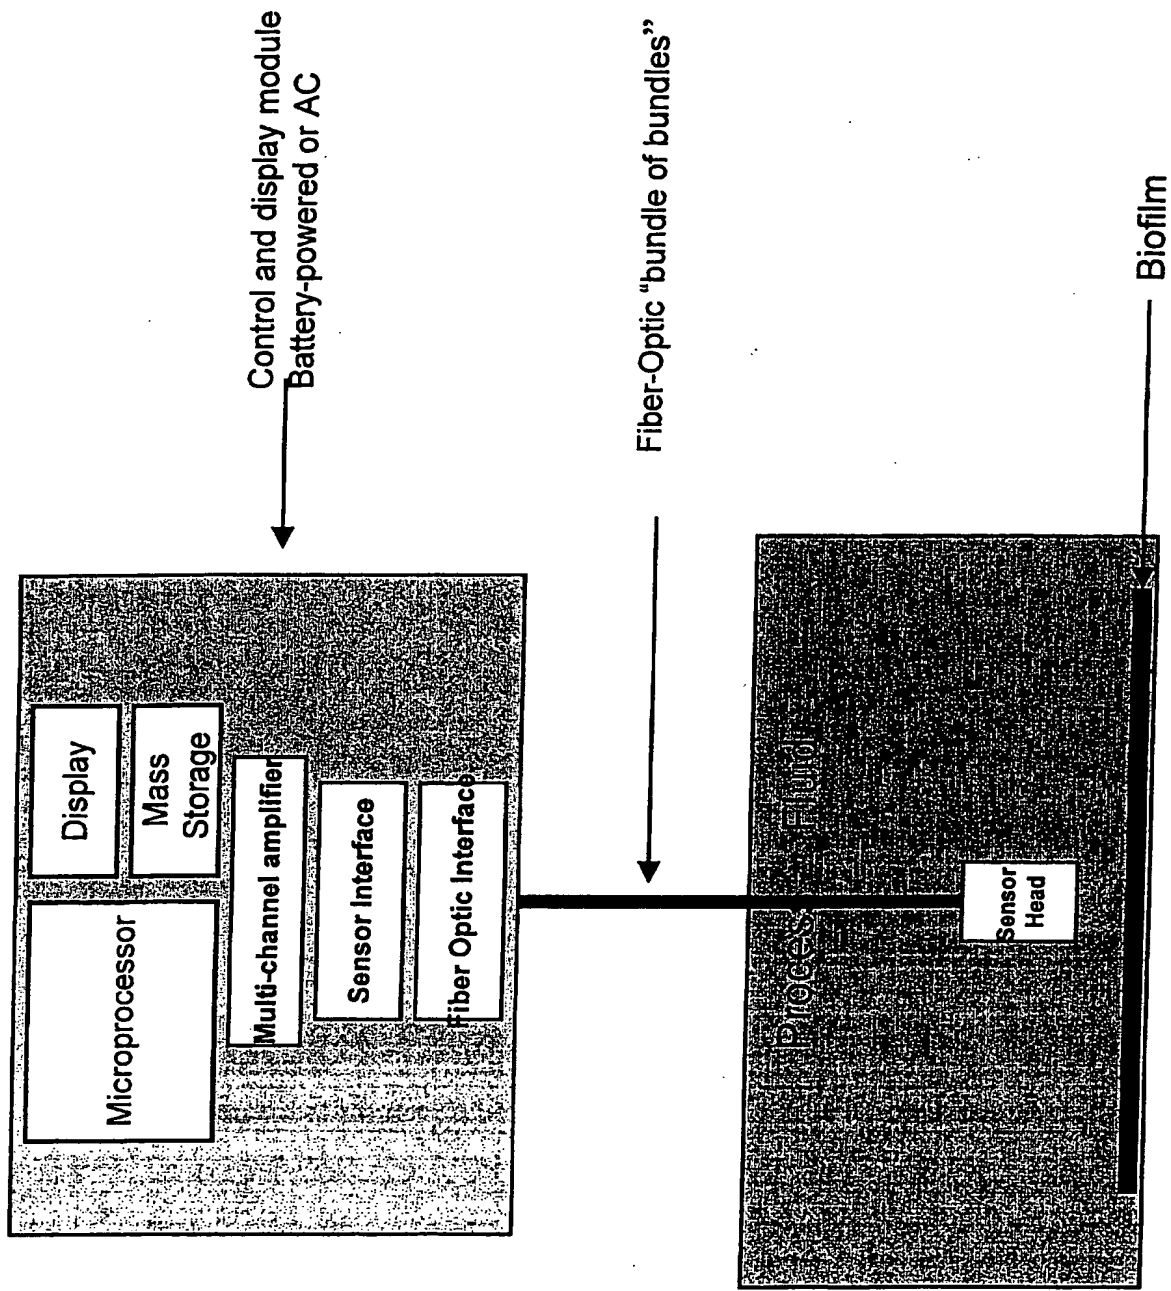 Control and display module
Battery-powered or AC
Display
Mass
Storage
Microprocessor
Multi-channel amplifier
Sensor Interface
Fiber Optic Interface
Fiber-Optic “bundle of bundles”
Process Fluid
Sensor
Head
Biofilm